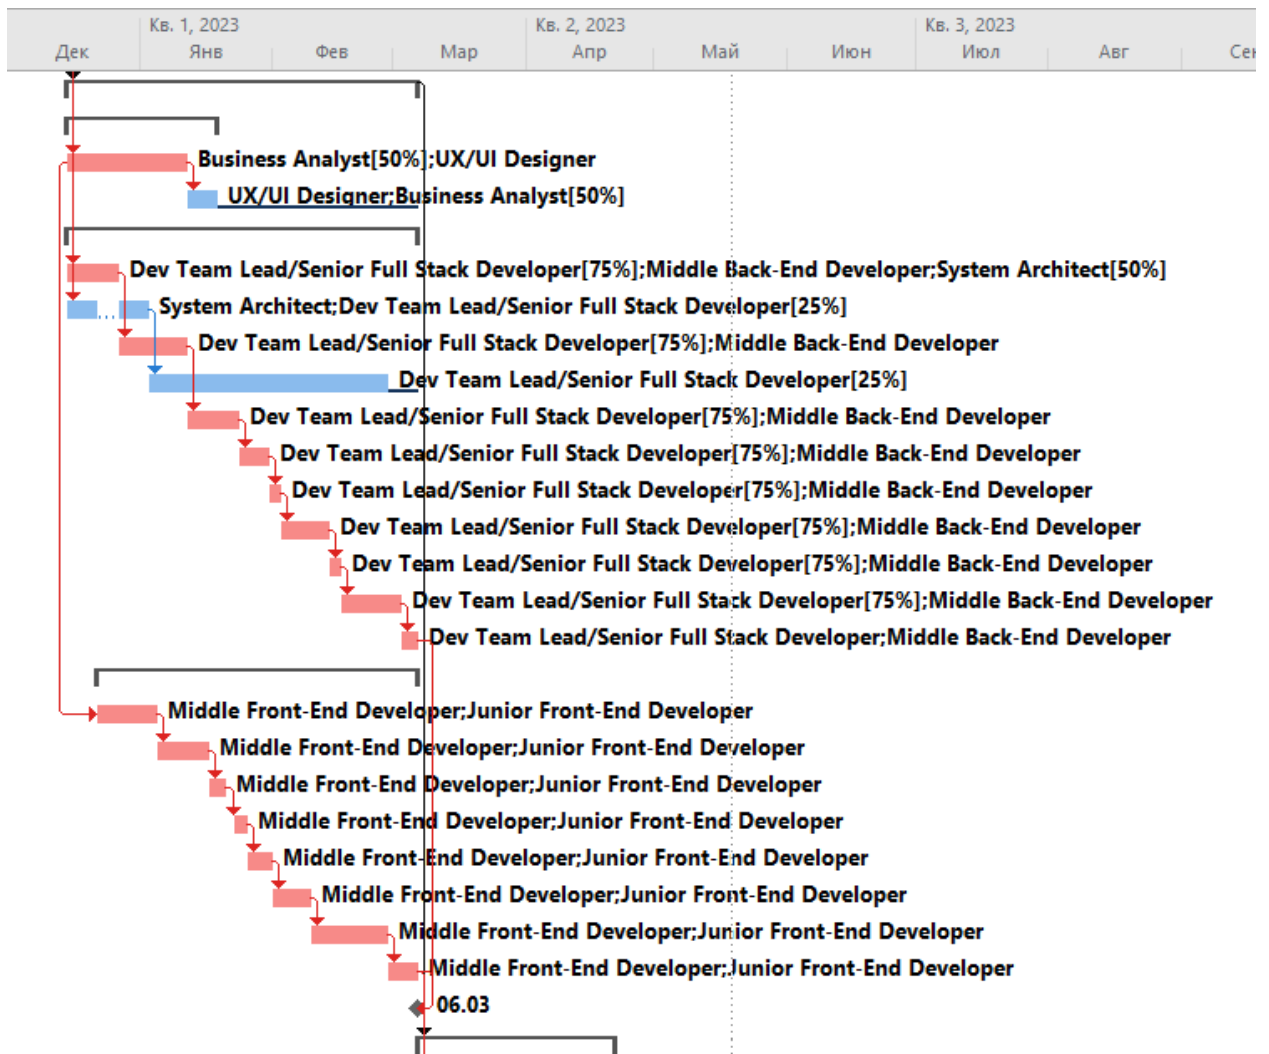 Кв. 1, 2023 Кв. 2, 2023 Кв. 3, 2023
Дек Янв Фев Мар Апр Май Июн Июл Авг Сен
Business Analyst[50%];UX/UI Designer
UX/UI Designer;Business Analyst[50%]
Dev Team Lead/Senior Full Stack Developer[75%];Middle Back-End Developer;System Architect[50%]
System Architect;Dev Team Lead/Senior Full Stack Developer[25%]
Dev Team Lead/Senior Full Stack Developer[75%];Middle Back-End Developer
Dev Team Lead/Senior Full Stack Developer[25%]
Dev Team Lead/Senior Full Stack Developer[75%];Middle Back-End Developer
Dev Team Lead/Senior Full Stack Developer[75%];Middle Back-End Developer
Dev Team Lead/Senior Full Stack Developer[75%];Middle Back-End Developer
Dev Team Lead/Senior Full Stack Developer[75%];Middle Back-End Developer
Dev Team Lead/Senior Full Stack Developer[75%];Middle Back-End Developer
Dev Team Lead/Senior Full Stack Developer[75%];Middle Back-End Developer
Dev Team Lead/Senior Full Stack Developer;Middle Back-End Developer
Middle Front-End Developer;Junior Front-End Developer
Middle Front-End Developer;Junior Front-End Developer
Middle Front-End Developer;Junior Front-End Developer
Middle Front-End Developer;Junior Front-End Developer
Middle Front-End Developer;Junior Front-End Developer
Middle Front-End Developer;Junior Front-End Developer
Middle Front-End Developer;Junior Front-End Developer
Middle Front-End Developer;Junior Front-End Developer
06.03